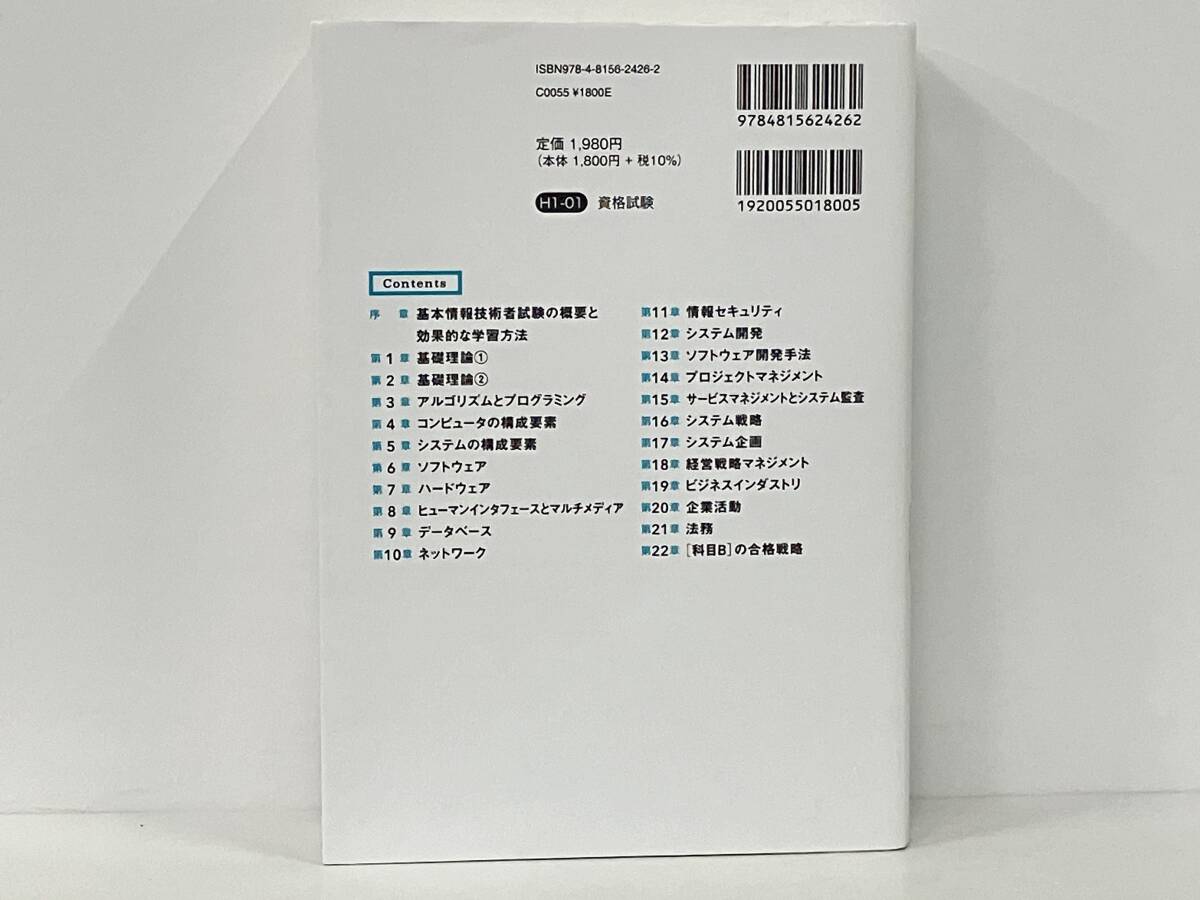 ISBN978-4-8156-2426-2
C0055 ¥1800E
定価 1,980円
(本体 1,800円 + 税10%)
H1-01 資格試験
9784815624262
1920055018005
Contents
序 章 基本情報技術者試験の概要と
効果的な学習方法
第1章 基礎理論①
第2章 基礎理論②
第3章 アルゴリズムとプログラミング
第4章 コンピュータの構成要素
第5章 システムの構成要素
第6章 ソフトウェア
第7章 ハードウェア
第8章 ヒューマンインタフェースとマルチメディア
第9章 データベース
第10章 ネットワーク
第11章 情報セキュリティ
第12章 システム開発
第13章 ソフトウェア開発手法
第14章 プロジェクトマネジメント
第15章 サービスマネジメントとシステム監査
第16章 システム戦略
第17章 システム企画
第18章 経営戦略マネジメント
第19章 ビジネスインダストリ
第20章 企業活動
第21章 法務
第22章 [科目B]の合格戦略